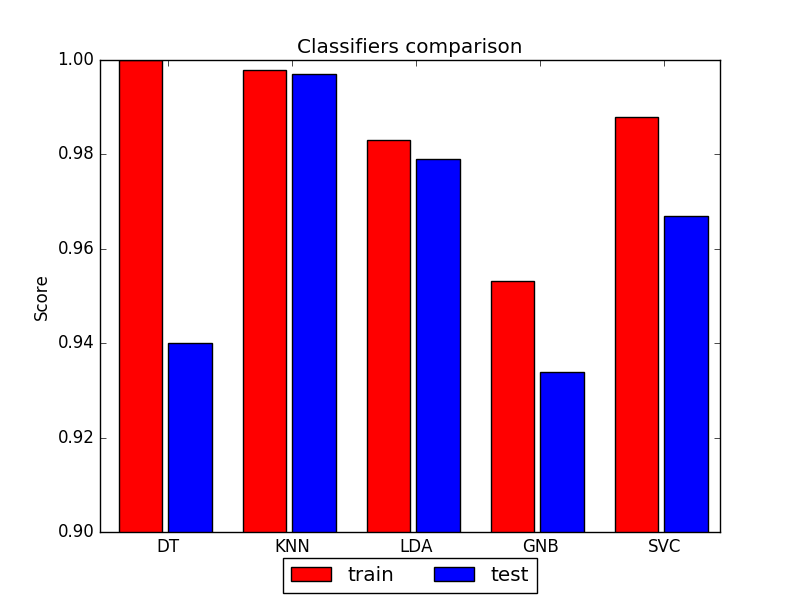 Classifiers comparison
1.00
0.98
0.96
0.94
0.92
0.90
Score
DT KNN LDA GNB SVC
train test